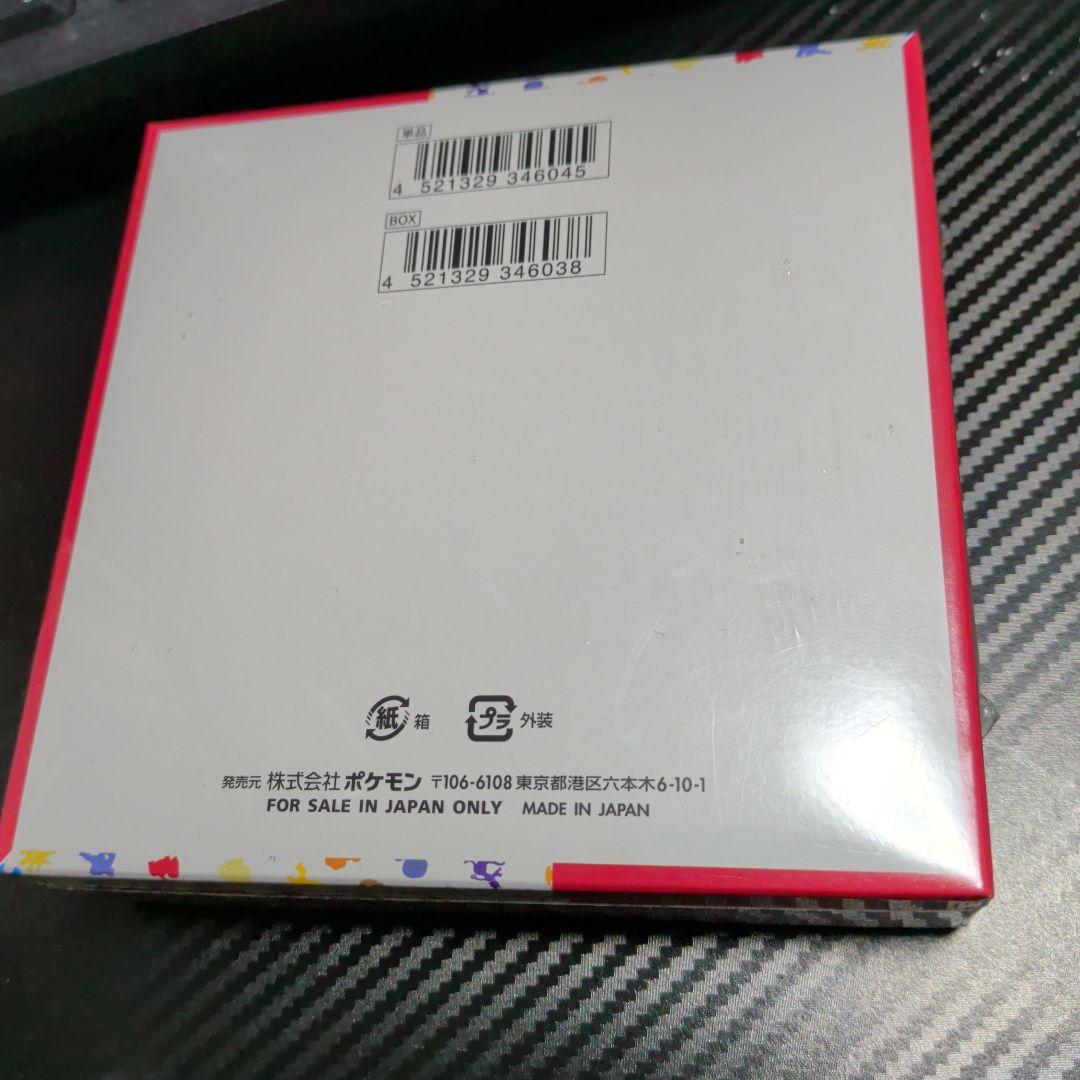 単品
4 521329 346045
BOX
4 521329 346038
紙 箱 プラ 外装
発売元 株式会社ポケモン 〒106-6108 東京都港区六本木6-10-1
FOR SALE IN JAPAN ONLY MADE IN JAPAN